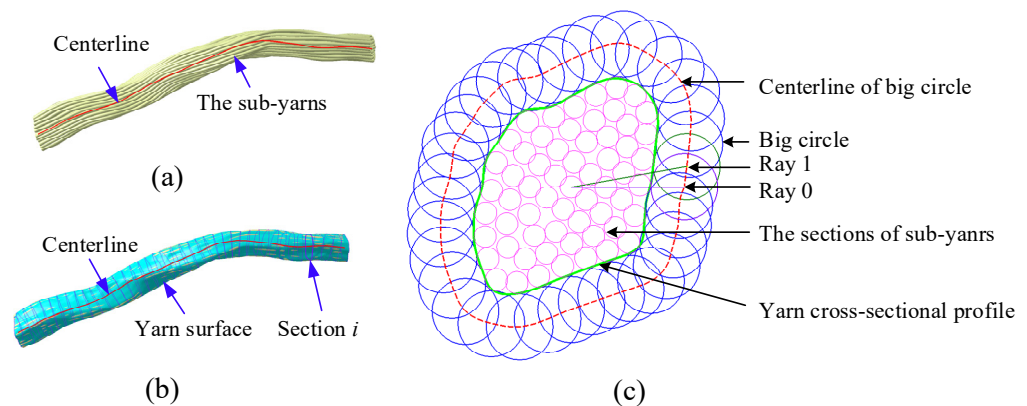 Centerline
The sub-yarns
(a)
Centerline
Yarn surface
Section i
(b)
Centerline of big circle
Big circle
Ray 1
Ray 0
The sections of sub-yanrs
Yarn cross-sectional profile
(c)